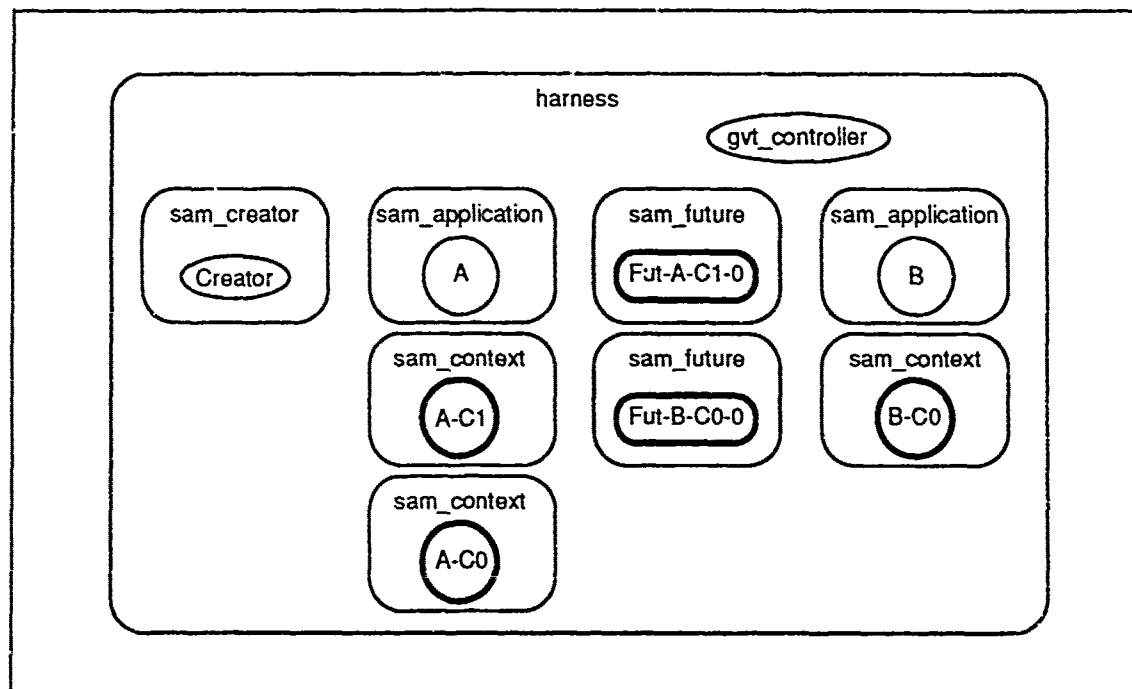 harness
gvt_controller
sam_creator
Creator
sam_application
A
sam_future
Fut-A-C1-0
sam_application
B
sam_context
A-C1
sam_future
Fut-B-C0-0
sam_context
B-C0
sam_context
A-C0